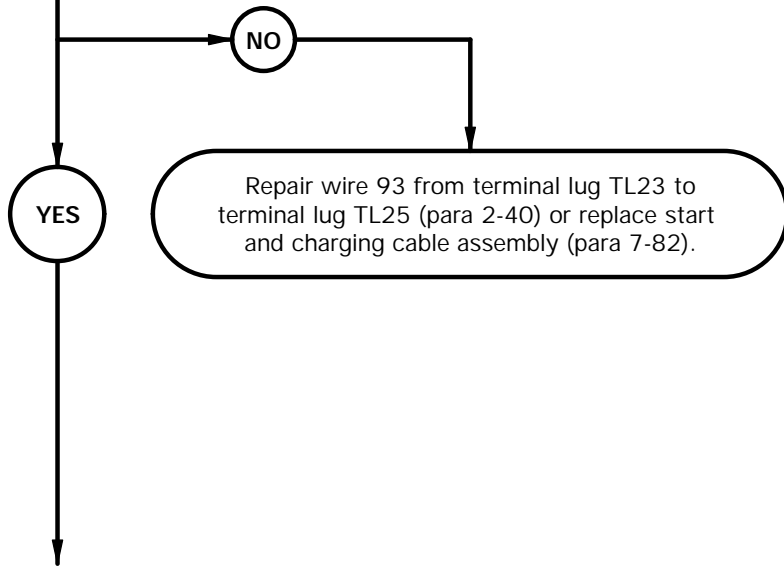 NO
YES
Repair wire 93 from terminal lug TL23 to
terminal lug TL25 (para 2-40) or replace start
and charging cable assembly (para 7-82).